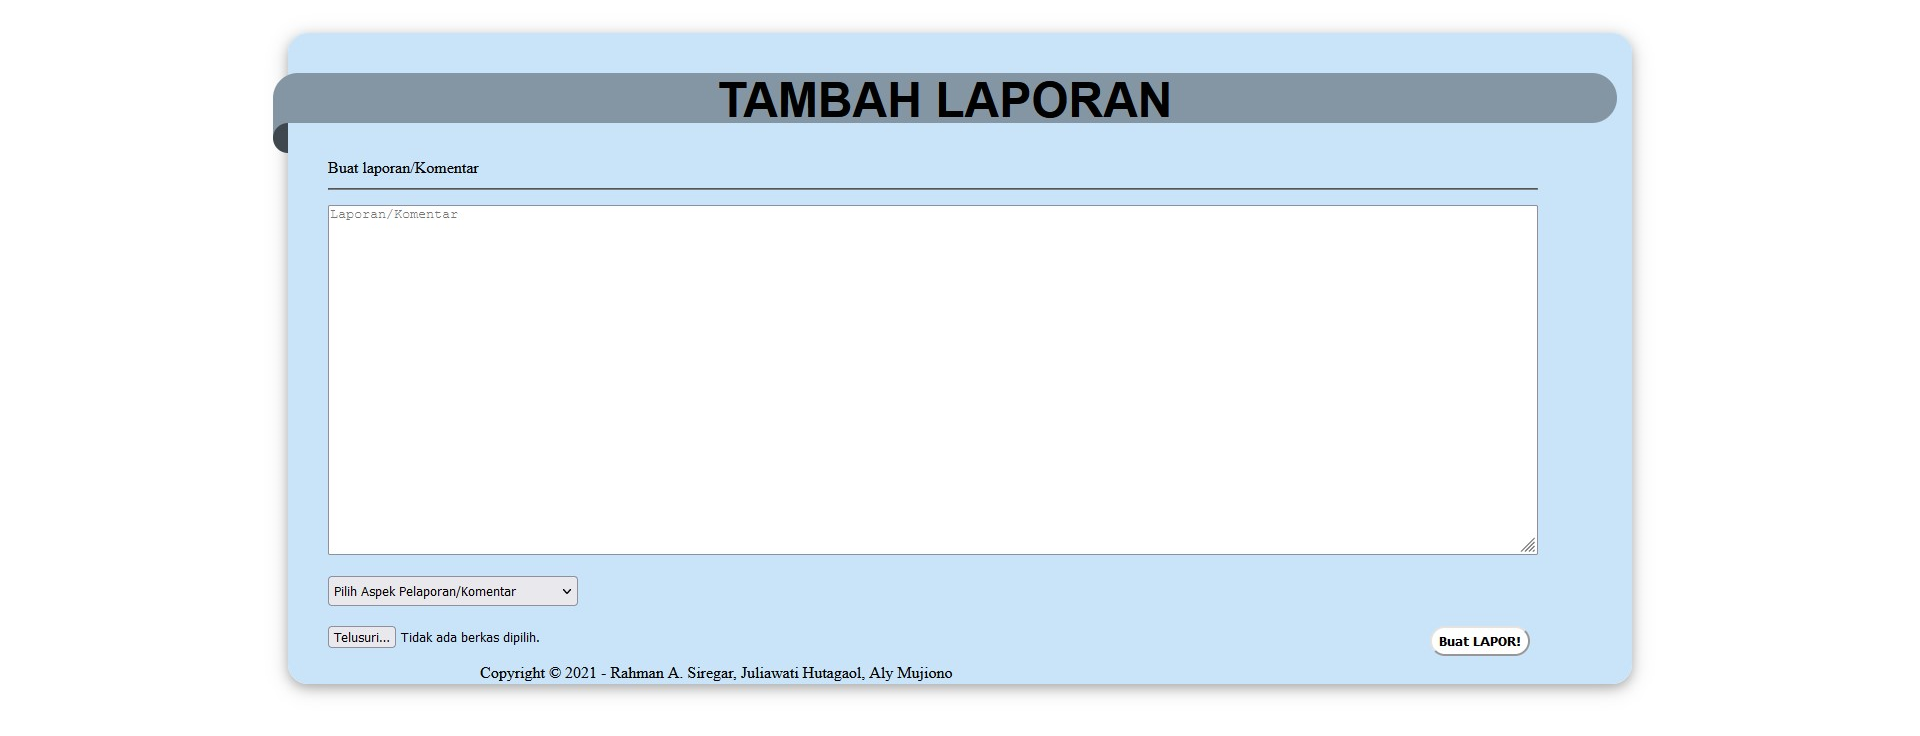 TAMBAH LAPORAN
Buat laporan/Komentar
Laporan/Komentar
Pilih Aspek Pelaporan/Komentar
Telusuri... Tidak ada berkas dipilih.
Buat LAPOR!
Copyright © 2021 - Rahman A. Siregar, Juliawati Hutagaol, Aly Mujiono